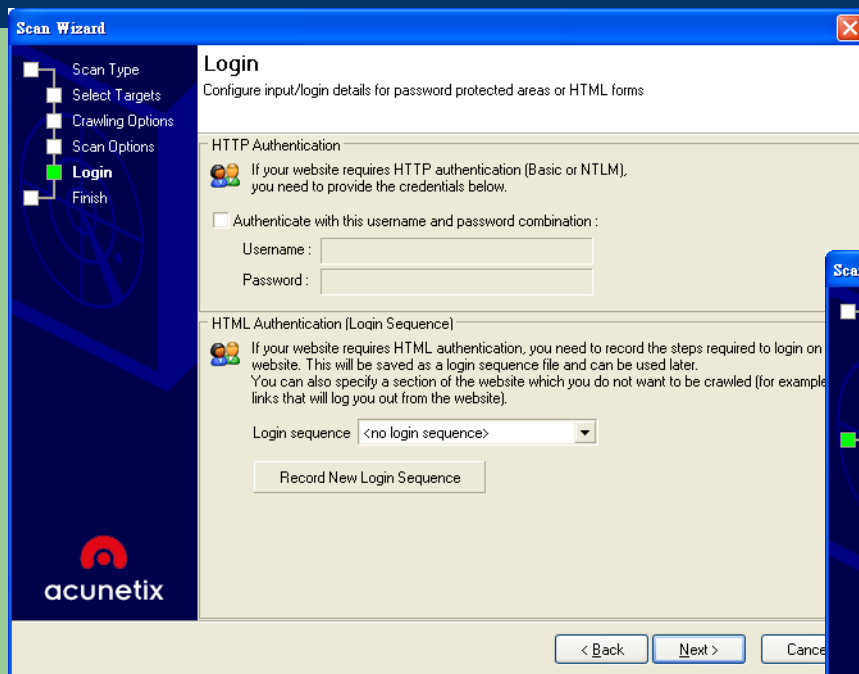 Scan Wizard
Scan Type
Select Targets
Crawling Options
Scan Options
Login
Finish
acunetix
Login
Configure input/login details for password protected areas or HTML forms
HTTP Authentication
If your website requires HTTP authentication (Basic or NTLM),
you need to provide the credentials below.
Authenticate with this username and password combination :
Username :
Password :
HTML Authentication (Login Sequence)
If your website requires HTML authentication, you need to record the steps required to login on
website. This will be saved as a login sequence file and can be used later.
You can also specify a section of the website which you do not want to be crawled (for example
links that will log you out from the website).
Login sequence <no login sequence>
Record New Login Sequence
< Back Next > Cance
Sca